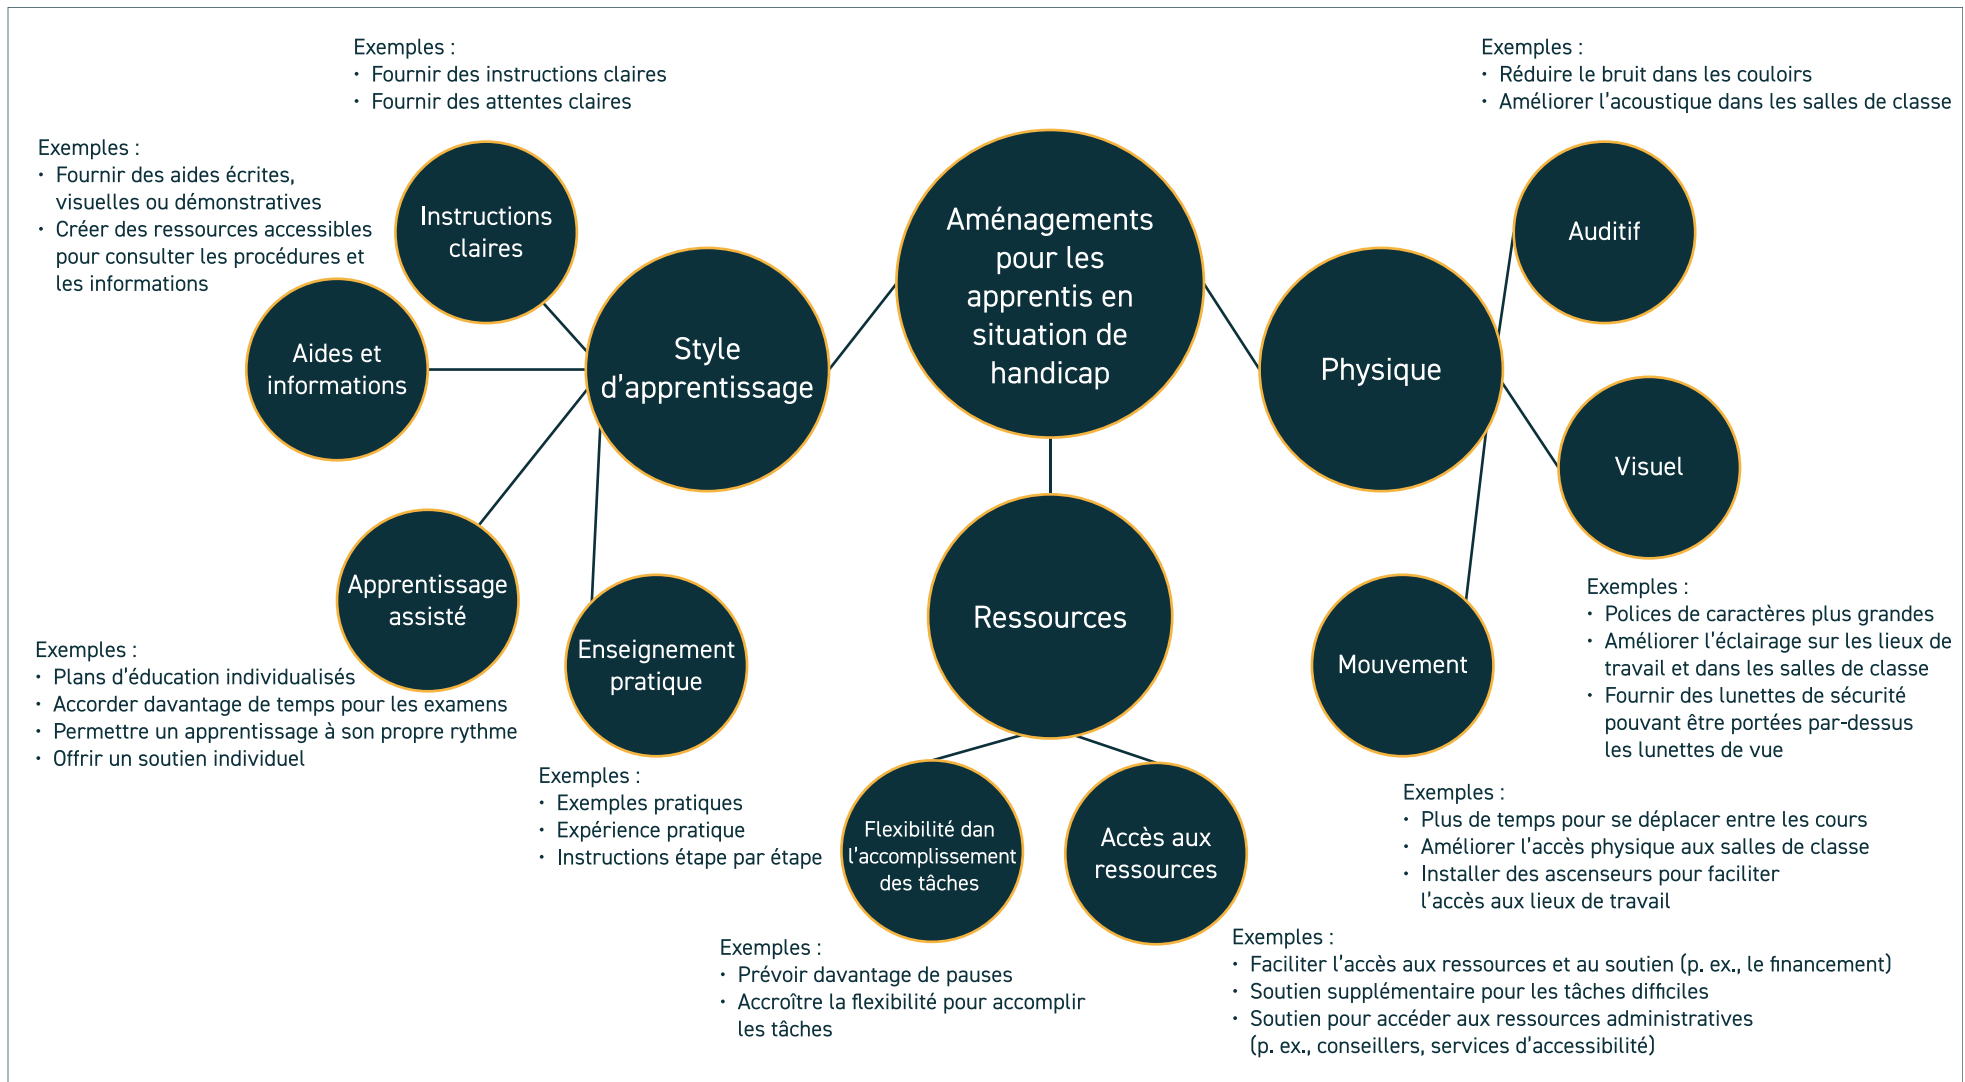 Aménagements
pour les
apprentis en
situation de
handicap
Style
d'apprentissage
Instructions
claires
Exemples :
• Fournir des instructions claires
• Fournir des attentes claires
Aides et
informations
Exemples :
• Fournir des aides écrites,
visuelles ou démonstratives
• Créer des ressources accessibles
pour consulter les procédures et
les informations
Apprentissage
assisté
Exemples :
• Plans d'éducation individualisés
• Accorder davantage de temps pour les examens
• Permettre un apprentissage à son propre rythme
• Offrir un soutien individuel
Enseignement
pratique
Exemples :
• Exemples pratiques
• Expérience pratique
• Instructions étape par étape
Ressources
Flexibilité dan
l'accomplissement
des tâches
Exemples :
• Prévoir davantage de pauses
• Accroître la flexibilité pour accomplir
les tâches
Accès aux
ressources
Exemples :
• Faciliter l'accès aux ressources et au soutien (p. ex., le financement)
• Soutien supplémentaire pour les tâches difficiles
• Soutien pour accéder aux ressources administratives
(p. ex., conseillers, services d'accessibilité)
Physique
Auditif
Exemples :
• Réduire le bruit dans les couloirs
• Améliorer l'acoustique dans les salles de classe
Visuel
Exemples :
• Polices de caractères plus grandes
• Améliorer l'éclairage sur les lieux de
travail et dans les salles de classe
• Fournir des lunettes de sécurité
pouvant être portées par-dessus
les lunettes de vue
Mouvement
Exemples :
• Plus de temps pour se déplacer entre les cours
• Améliorer l'accès physique aux salles de classe
• Installer des ascenseurs pour faciliter
l'accès aux lieux de travail